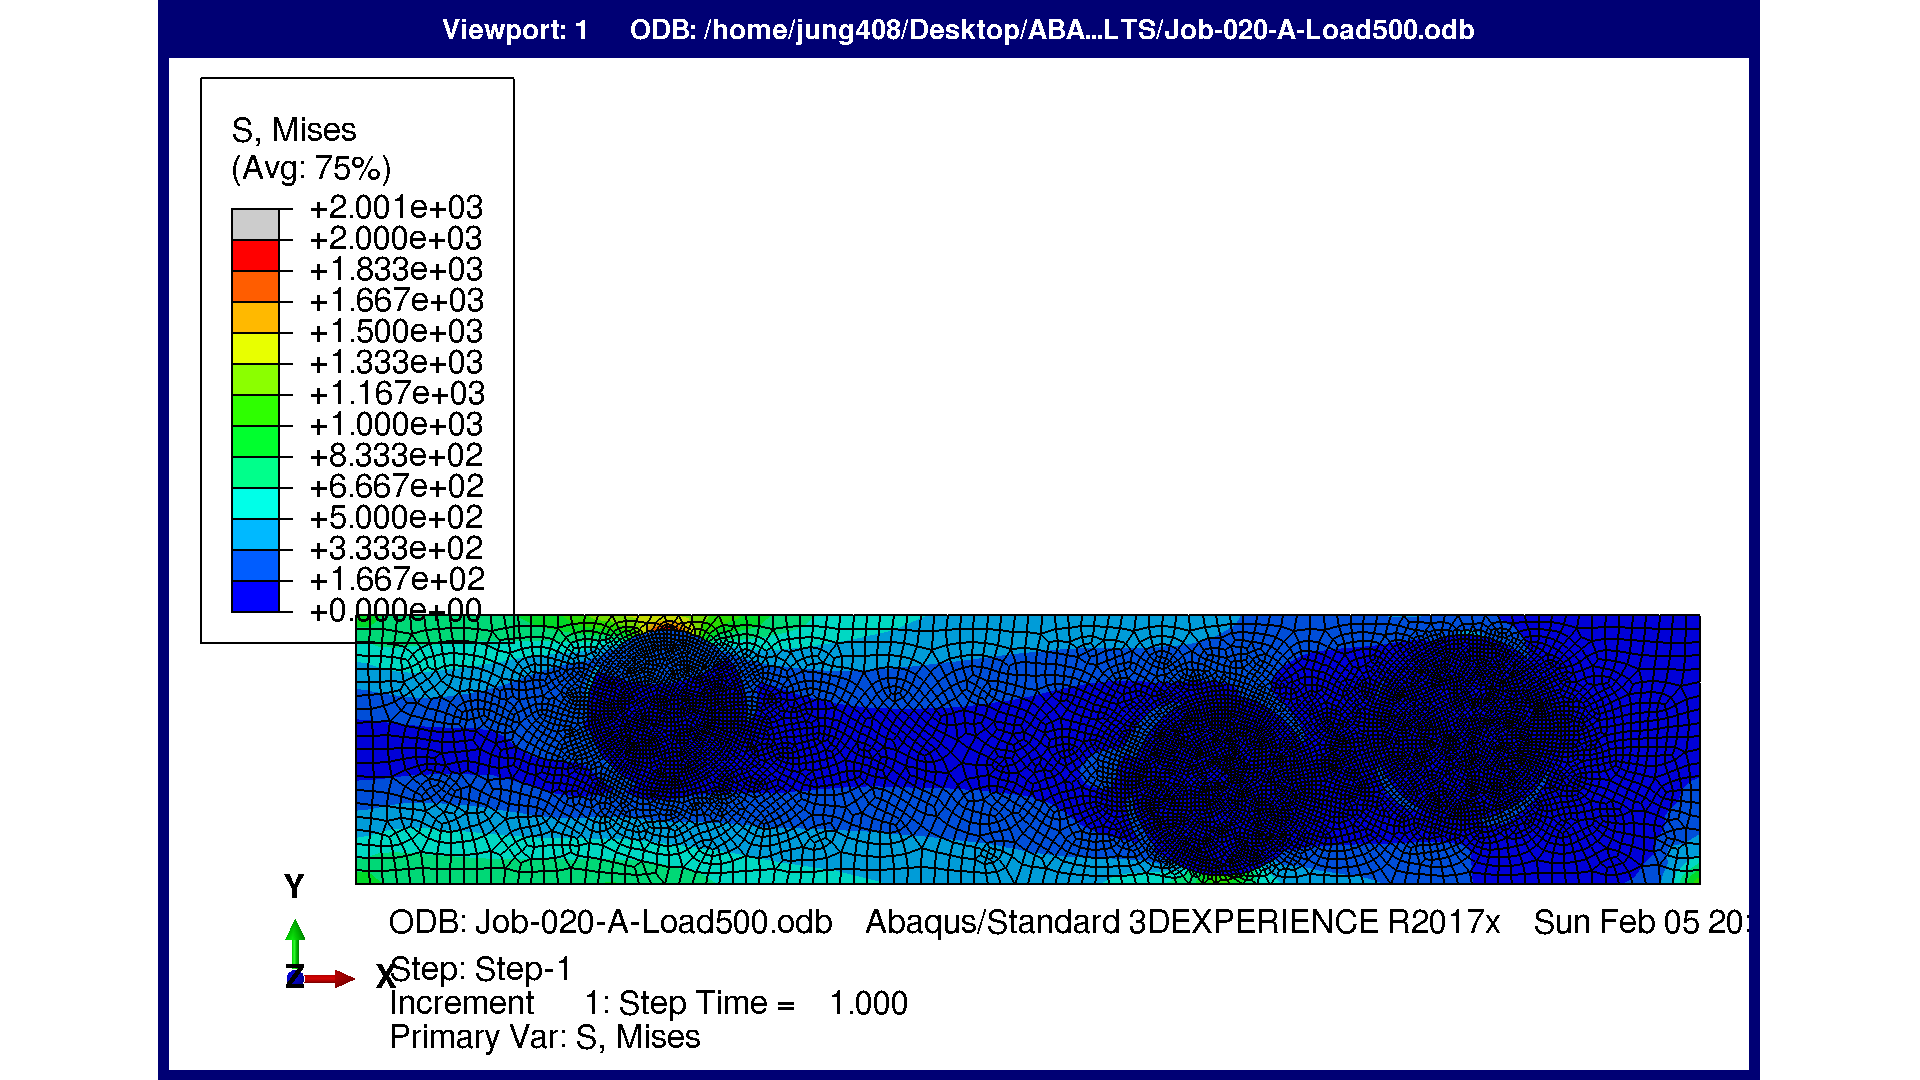 Viewport: 1 ODB: /home/jung408/Desktop/ABA...LTS/Job-020-A-Load500.odb
S, Mises
(Avg: 75%)
+2.001e+03
+2.000e+03
+1.833e+03
+1.667e+03
+1.500e+03
+1.333e+03
+1.167e+03
+1.000e+03
+8.333e+02
+6.667e+02
+5.000e+02
+3.333e+02
+1.667e+02
+0.000e+00
Y
Z
X
ODB: Job-020-A-Load500.odb Abaqus/Standard 3DEXPERIENCE R2017x Sun Feb 05 20:
Step: Step-1
Increment 1: Step Time = 1.000
Primary Var: S, Mises